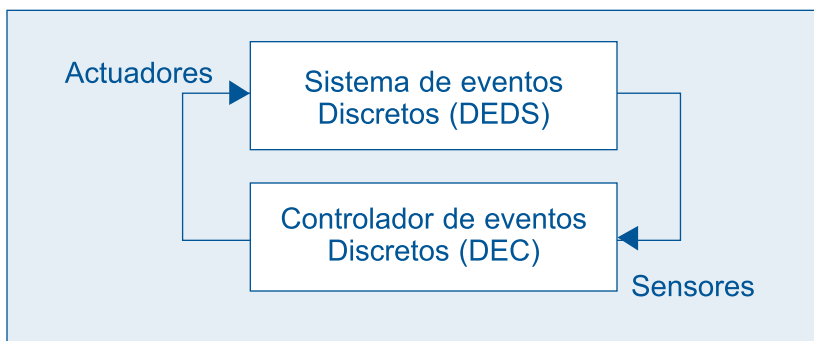 Actuadores
Sistema de eventos
Discretos (DEDS)
Controlador de eventos
Discretos (DEC)
Sensores